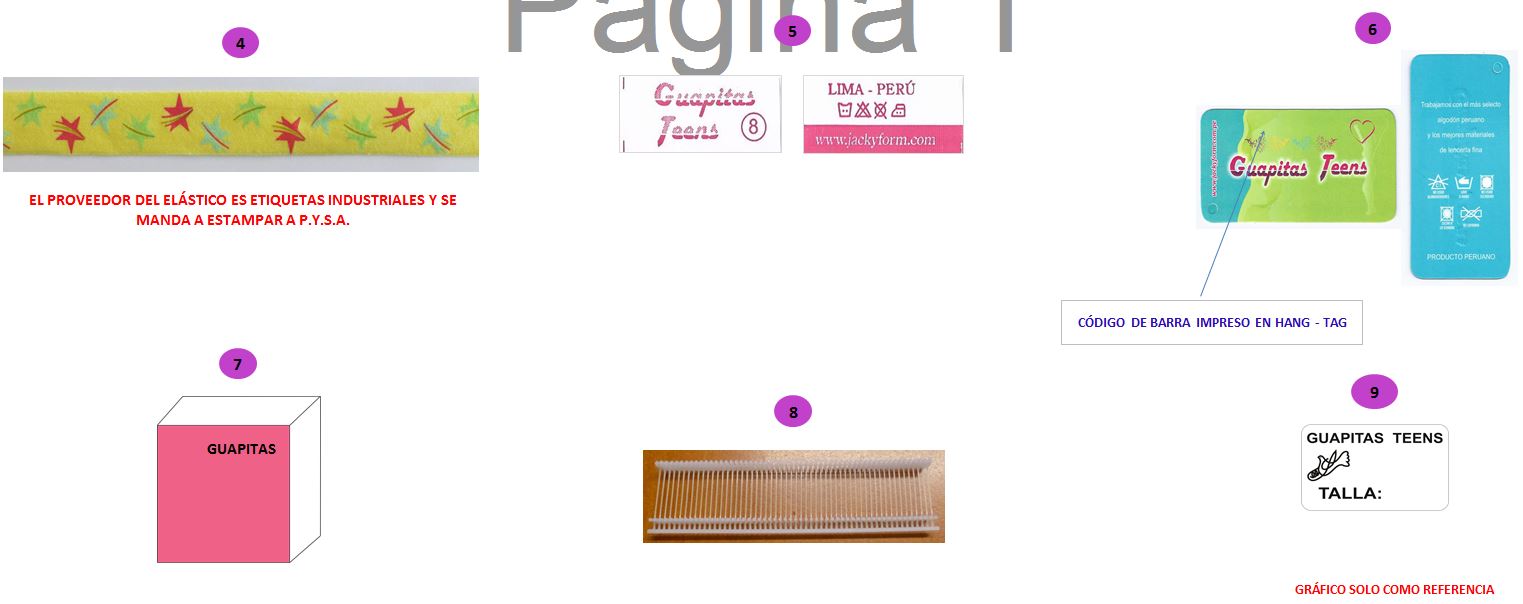 Página 1
4
5
6
EL PROVEEDOR DEL ELÁSTICO ES ETIQUETAS INDUSTRIALES Y SE
MANDA A ESTAMPAR A P.Y.S.A.
Guapitas
Teens
8
LIMA - PERÚ
www.jackyform.com
www.jackyform.com.pe
Guapitas Teens
Trabajamos con el más selecto
algodón peruano
y los mejores materiales
de lencería fina
PRODUCTO PERUANO
CÓDIGO DE BARRA IMPRESO EN HANG - TAG
7
GUAPITAS
8
9
GUAPITAS TEENS
TALLA:
GRÁFICO SOLO COMO REFERENCIA